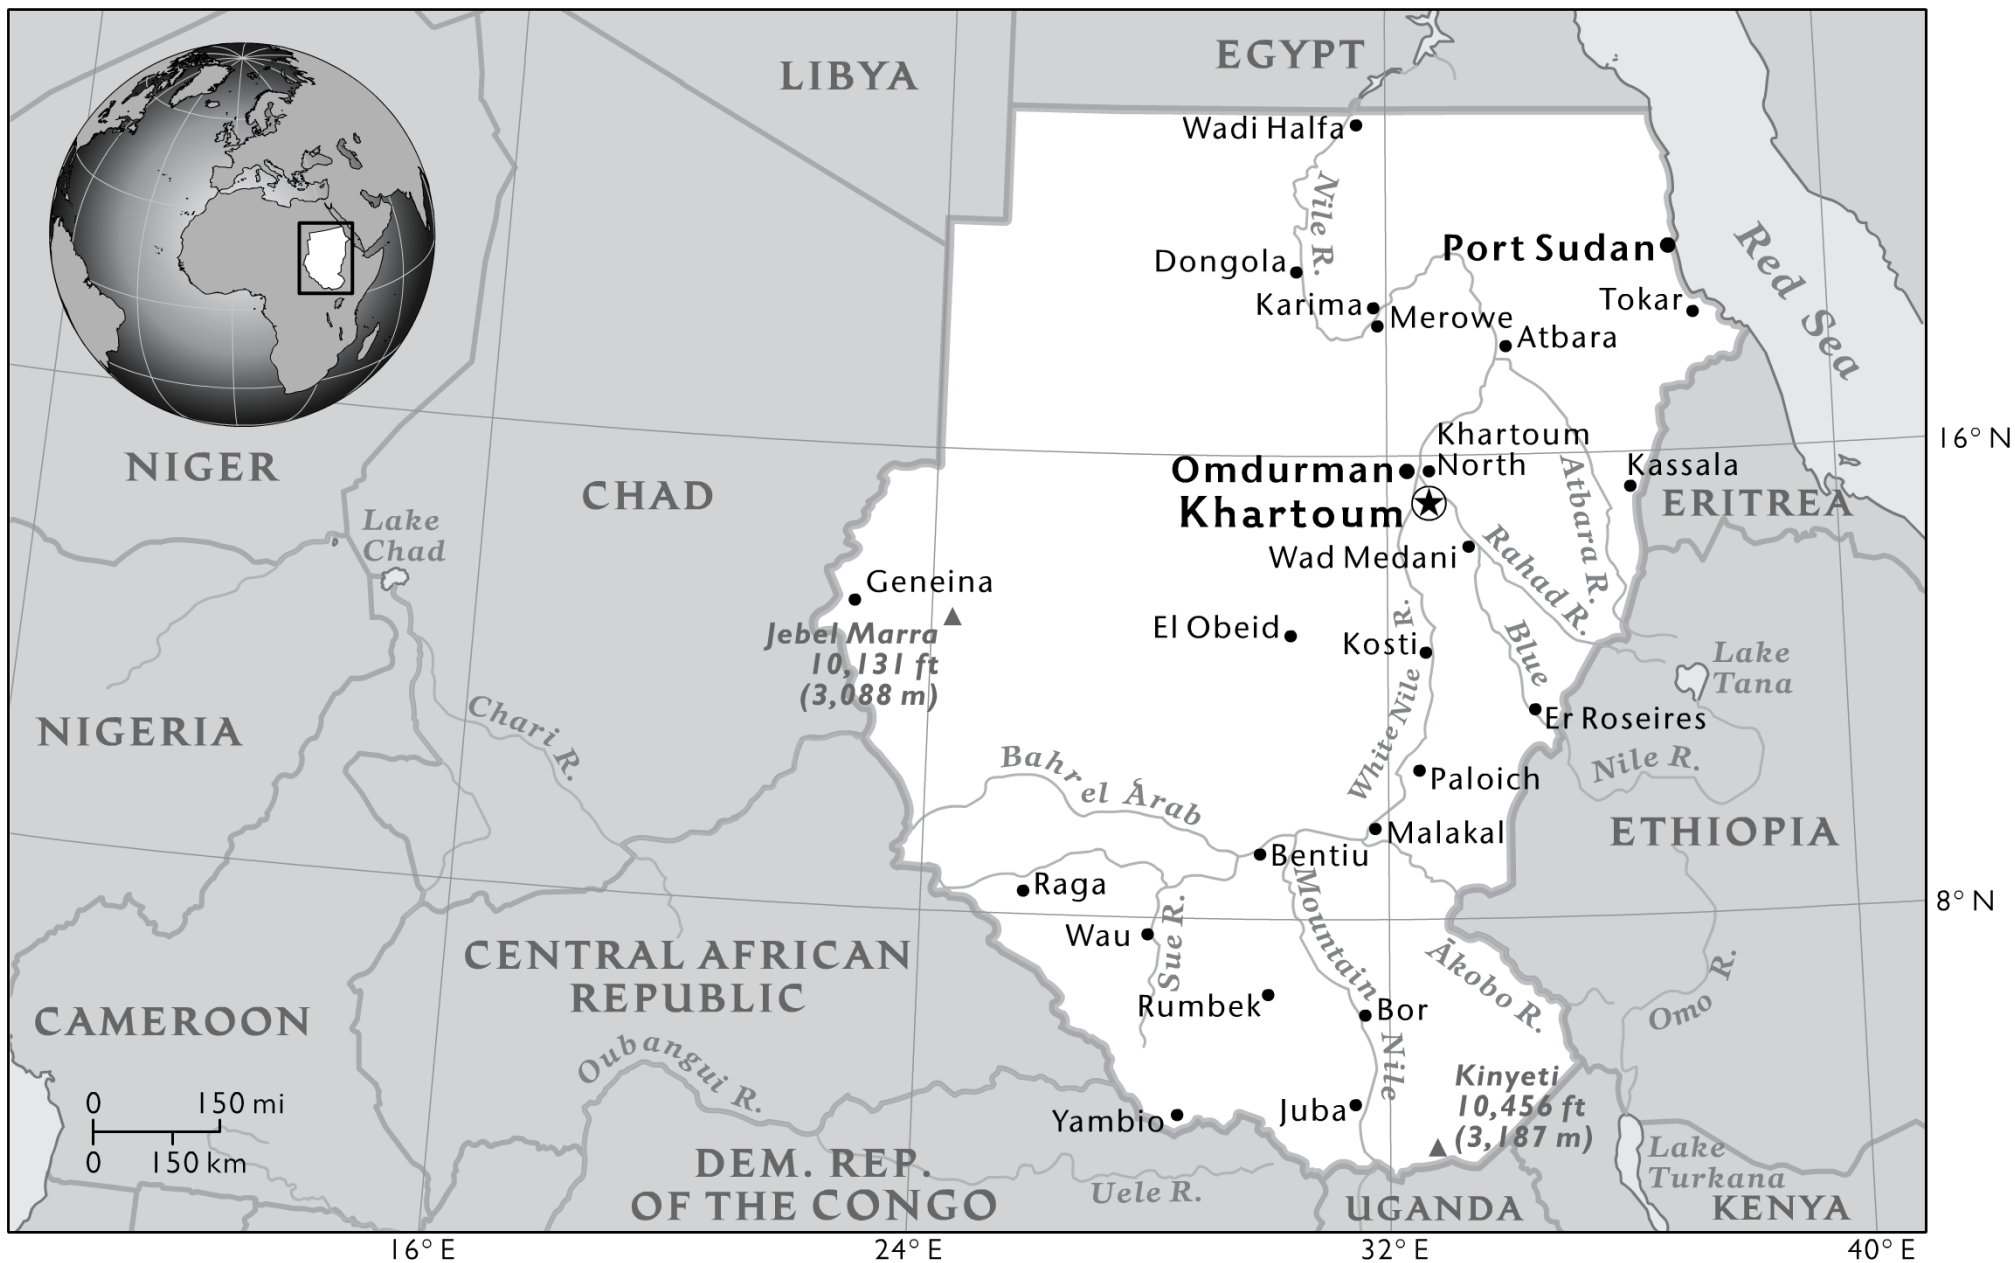 LIBYA
EGYPT
Wadi Halfa
Nile R.
Port Sudan
Red Sea
Dongola
Karima
Merowe
Tokar
Atbara
NIGER
CHAD
Khartoum
North
16° N
Omdurman
Khartoum
Atbara R.
Kassala
ERITREA
Lake
Chad
Wad Medani
Rahad R.
Geneina
Jebel Marra
10,131 ft
(3,088 m)
El Obeid
Kosti
White Nile R.
Blue
Lake
Tana
NIGERIA
Chari R.
Er Roseires
Nile R.
Bahr el Árab
Paloich
Malakal
ETHIOPIA
Bentiu
Raga
8° N
Wau
Sue R.
Mountain Nile
Ākobo R.
CENTRAL AFRICAN
REPUBLIC
Rumbek
Bor
Omo R.
CAMEROON
Oubangui R.
Kinyeti
10,456 ft
(3,187 m)
0 150 mi
0 150 km
Yambio
Juba
DEM. REP.
OF THE CONGO
Uele R.
UGANDA
Lake
Turkana
KENYA
16° E
24° E
32° E
40° E